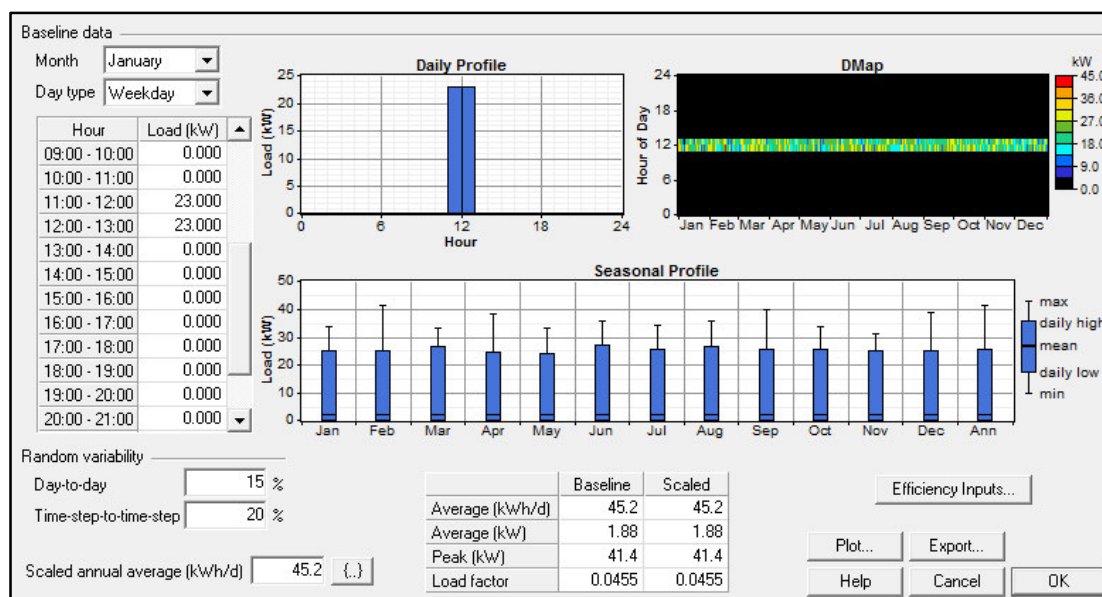 Baseline data
Month January
Day type Weekday
Hour Load (kW)
09:00 - 10:00 0.000
10:00 - 11:00 0.000
11:00 - 12:00 23.000
12:00 - 13:00 23.000
13:00 - 14:00 0.000
14:00 - 15:00 0.000
15:00 - 16:00 0.000
16:00 - 17:00 0.000
17:00 - 18:00 0.000
18:00 - 19:00 0.000
19:00 - 20:00 0.000
20:00 - 21:00 0.000
Daily Profile
Load (kW)
25
20
15
10
5
0
0 6 12 18 24
Hour
DMap
Hour of Day
24
18
12
6
0
Jan Feb Mar Apr May Jun Jul Aug Sep Oct Nov Dec
kW
45.0
36.0
27.0
18.0
9.0
0.0
Seasonal Profile
Load (kW)
50
40
30
20
10
0
Jan Feb Mar Apr May Jun Jul Aug Sep Oct Nov Dec Ann
max
daily high
mean
daily low
min
Random variability
Day-to-day 15 %
Time-step-to-time-step 20 %
Scaled annual average (kWh/d) 45.2 {..}
Baseline Scaled
Average (kWh/d) 45.2 45.2
Average (kW) 1.88 1.88
Peak (kW) 41.4 41.4
Load factor 0.0455 0.0455
Efficiency Inputs...
Plot... Export...
Help Cancel OK